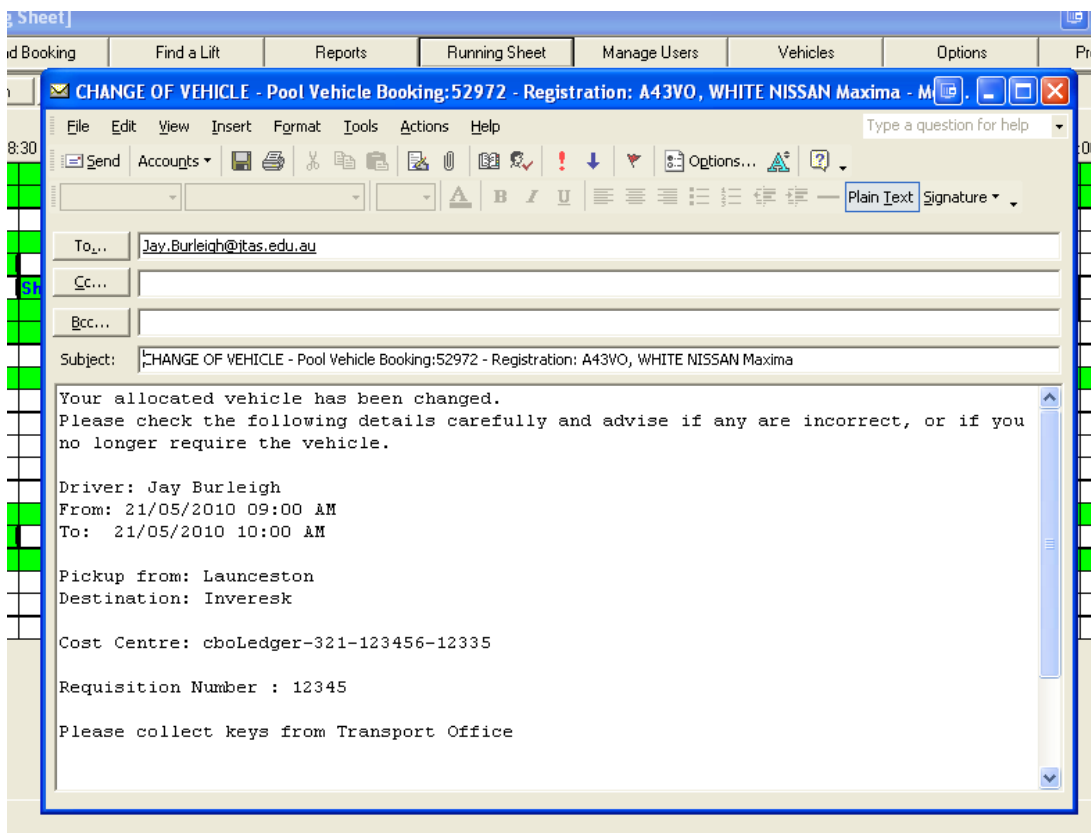 g Sheet]
nd Booking Find a Lift Reports Running Sheet Manage Users Vehicles Options Pr
CHANGE OF VEHICLE - Pool Vehicle Booking:52972 - Registration: A43VO, WHITE NISSAN Maxima - M
File Edit View Insert Format Tools Actions Help Type a question for help
8:30
Send Accounts Options...
Plain Text Signature
To... Jay.Burleigh@jtas.edu.au
Cc...
Sh
Bcc...
Subject: CHANGE OF VEHICLE - Pool Vehicle Booking:52972 - Registration: A43VO, WHITE NISSAN Maxima
Your allocated vehicle has been changed.
Please check the following details carefully and advise if any are incorrect, or if you
no longer require the vehicle.
Driver: Jay Burleigh
From: 21/05/2010 09:00 AM
To: 21/05/2010 10:00 AM
Pickup from: Launceston
Destination: Inveresk
Cost Centre: cboLedger-321-123456-12335
Requisition Number : 12345
Please collect keys from Transport Office